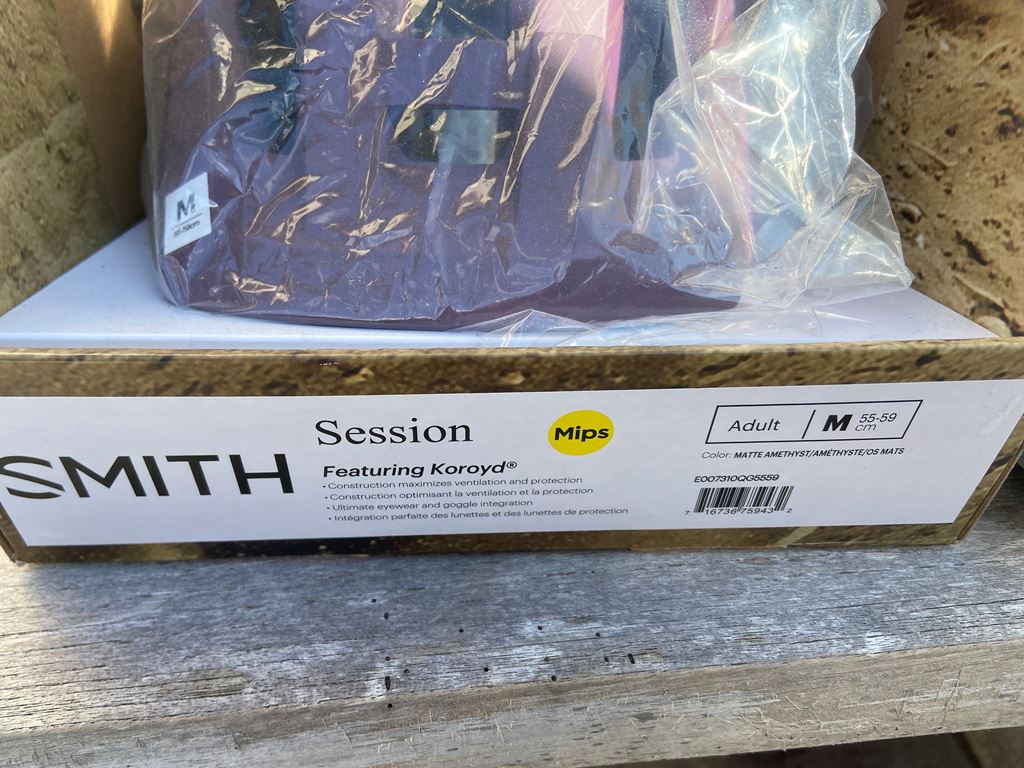 M
55-59cm
SMITH
Session
Mips
Featuring Koroyd®
• Construction maximizes ventilation and protection
• Construction optimisant la ventilation et la protection
• Ultimate eyewear and goggle integration
• Intégration parfaite des lunettes et des lunettes de protection
Adult M 55-59 cm
Color: MATTE AMETHYST/AMÉTHYSTE/OS MATS
E007310QG5559
7 16736 75943 2